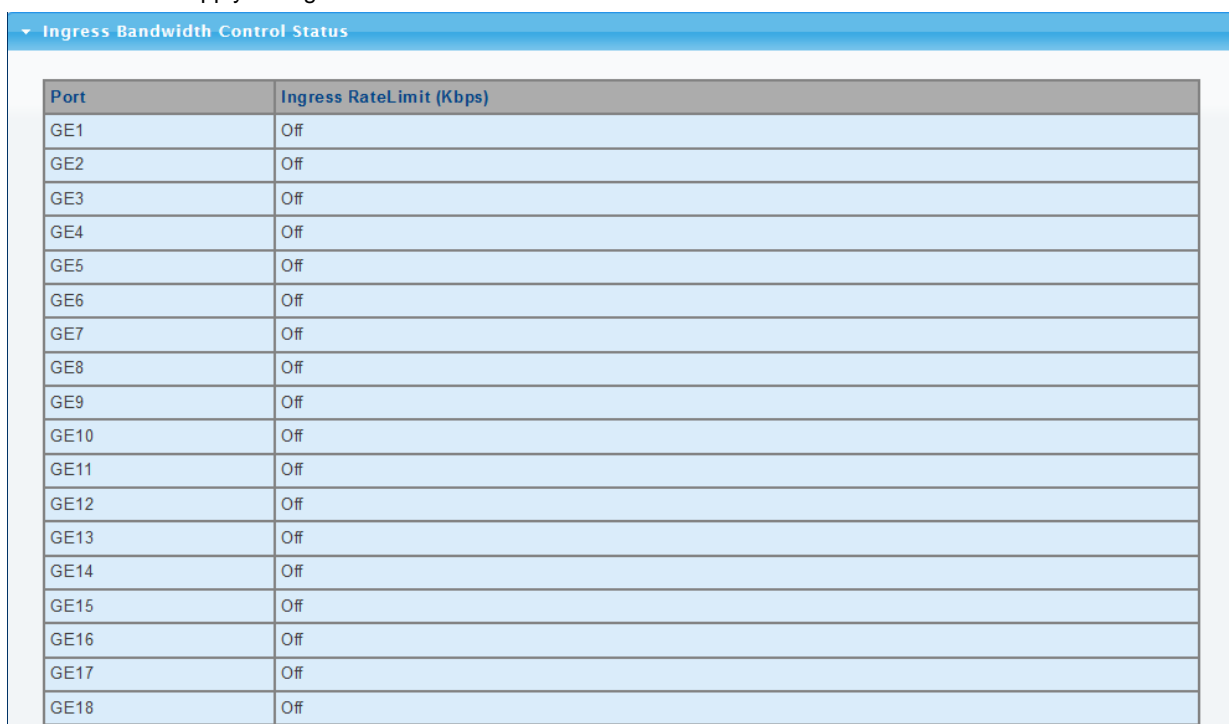 Ingress Bandwidth Control Status
Port Ingress RateLimit (Kbps)
GE1 Off
GE2 Off
GE3 Off
GE4 Off
GE5 Off
GE6 Off
GE7 Off
GE8 Off
GE9 Off
GE10 Off
GE11 Off
GE12 Off
GE13 Off
GE14 Off
GE15 Off
GE16 Off
GE17 Off
GE18 Off